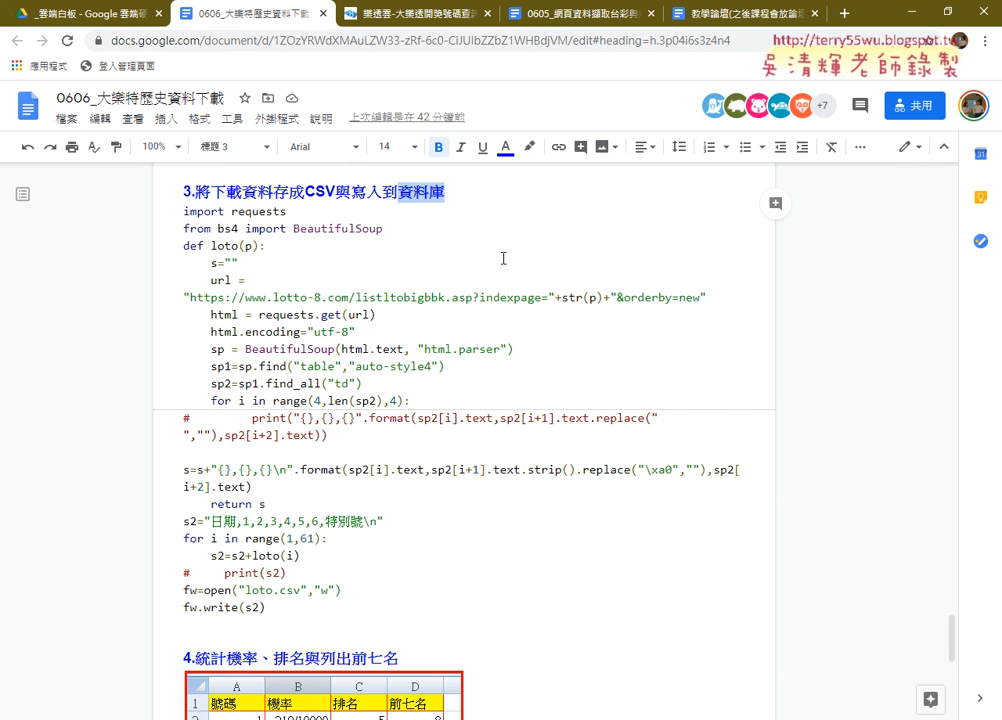 _雲端白板 - Google 雲端硬
0606_大樂特歷史資料下載
樂透雲-大樂透開獎號碼查詢
0605_網頁資料擷取台彩與
教學論壇(之後課程會放論壇
docs.google.com/document/d/1ZOzYRWdXMAuLZW33-zRf-6c0-CiJUlbZZbZ1WHBdjVM/edit#heading=h.3p04i6s3z4n4
http://terry55wu.blogspot.tw
吳清輝老師錄製
應用程式
登入管理頁面
0606_大樂特歷史資料下載
檔案 編輯 查看 插入 格式 工具 外掛程式 說明 上次編輯是在 42 分鐘前
+7
共用
100%
標題 3
Arial
14
B I U A
3.將下載資料存成CSV與寫入到資料庫
import requests
from bs4 import BeautifulSoup
def loto(p):
s=""
url =
"https://www.lotto-8.com/listltobigbbk.asp?indexpage="+str(p)+"&orderby=new"
html = requests.get(url)
html.encoding="utf-8"
sp = BeautifulSoup(html.text, "html.parser")
sp1=sp.find("table","auto-style4")
sp2=sp1.find_all("td")
for i in range(4,len(sp2),4):
# print("{},{},{}".format(sp2[i].text,sp2[i+1].text.replace("
",""),sp2[i+2].text))
s=s+"{},{},{}\n".format(sp2[i].text,sp2[i+1].text.strip().replace("\xa0",""),sp2[
i+2].text)
return s
s2="日期,1,2,3,4,5,6,特別號\n"
for i in range(1,61):
s2=s2+loto(i)
# print(s2)
fw=open("loto.csv","w")
fw.write(s2)
4.統計機率、排名與列出前七名
A B C D
1 號碼 機率 排名 前七名